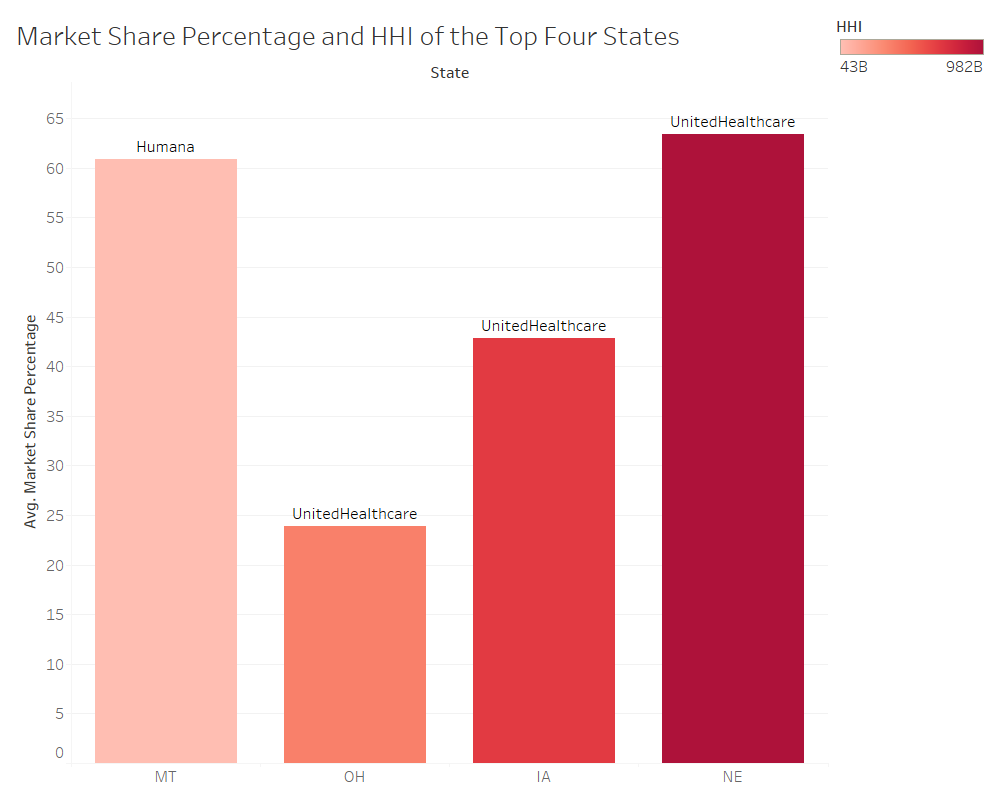 Market Share Percentage and HHI of the Top Four States
HHI
43B 982B
State
Avg. Market Share Percentage
65
60
55
50
45
40
35
30
25
20
15
10
5
0
Humana
UnitedHealthcare
UnitedHealthcare
UnitedHealthcare
MT OH IA NE